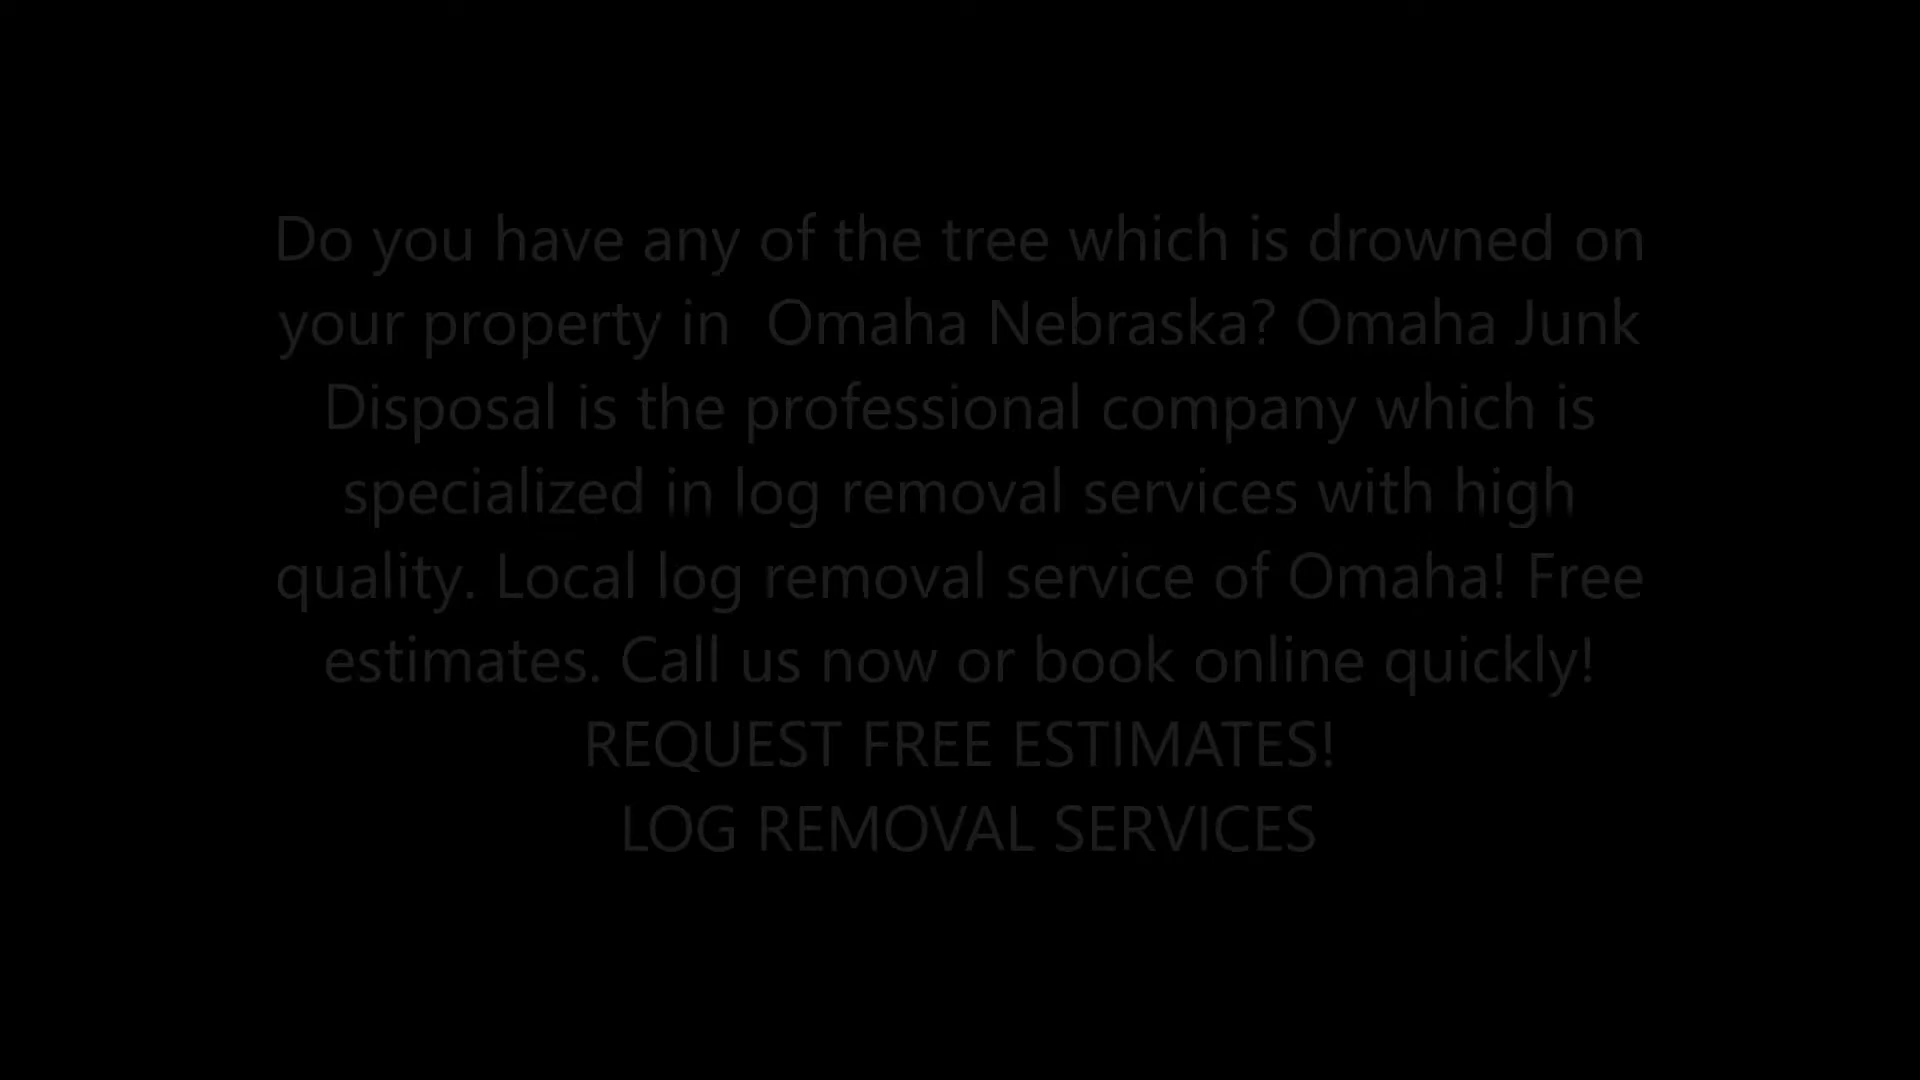 Do you have any of the tree which is drowned on
your property in  Omaha Nebraska? Omaha Junk
Disposal is the professional company which is
specialized in log removal services with high
quality. Local log removal service of Omaha! Free
estimates. Call us now or book online quickly!
REQUEST FREE ESTIMATES!
LOG REMOVAL SERVICES